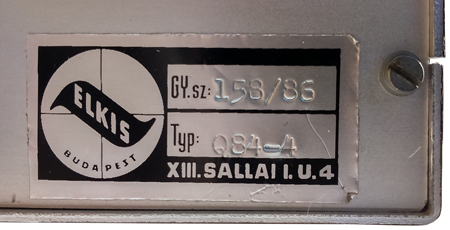 ELKIS
BUDAPEST
GY.SZ: 158/86
Typ: Q84-4
XIII. SALLAI I. U. 4